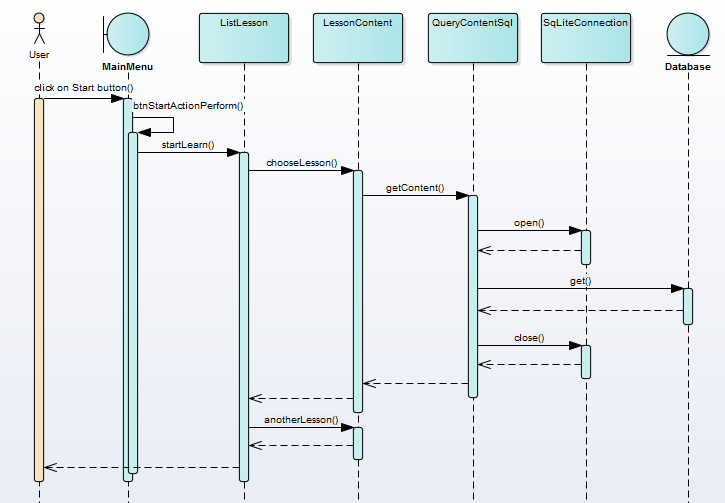 ListLesson
LessonContent
QueryContentSql
SqLiteConnection
User
MainMenu
Database
click on Start button()
btnStartActionPerform()
startLearn()
chooseLesson()
getContent()
open()
get()
close()
anotherLesson()